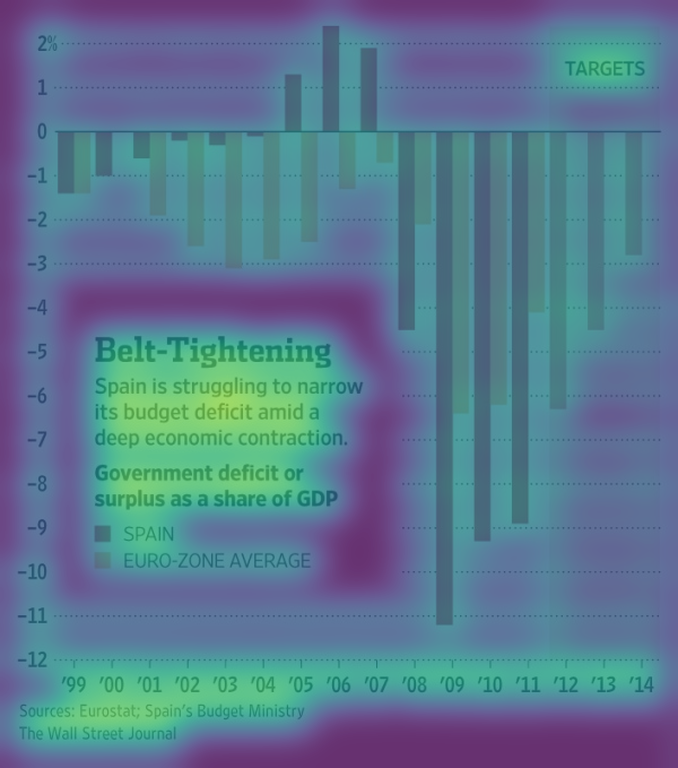 2%
TARGETS
1
0
–1
–2
–3
–4
–5
–6
–7
–8
–9
–10
–11
–12
Belt-Tightening
Spain is struggling to narrow
its budget deficit amid a
deep economic contraction.
Government deficit or
surplus as a share of GDP
SPAIN
EURO-ZONE AVERAGE
’99 ’00 ’01 ’02 ’03 ’04 ’05 ’06 ’07 ’08 ’09 ’10 ’11 ’12 ’13 ’14
Sources: Eurostat; Spain's Budget Ministry
The Wall Street Journal